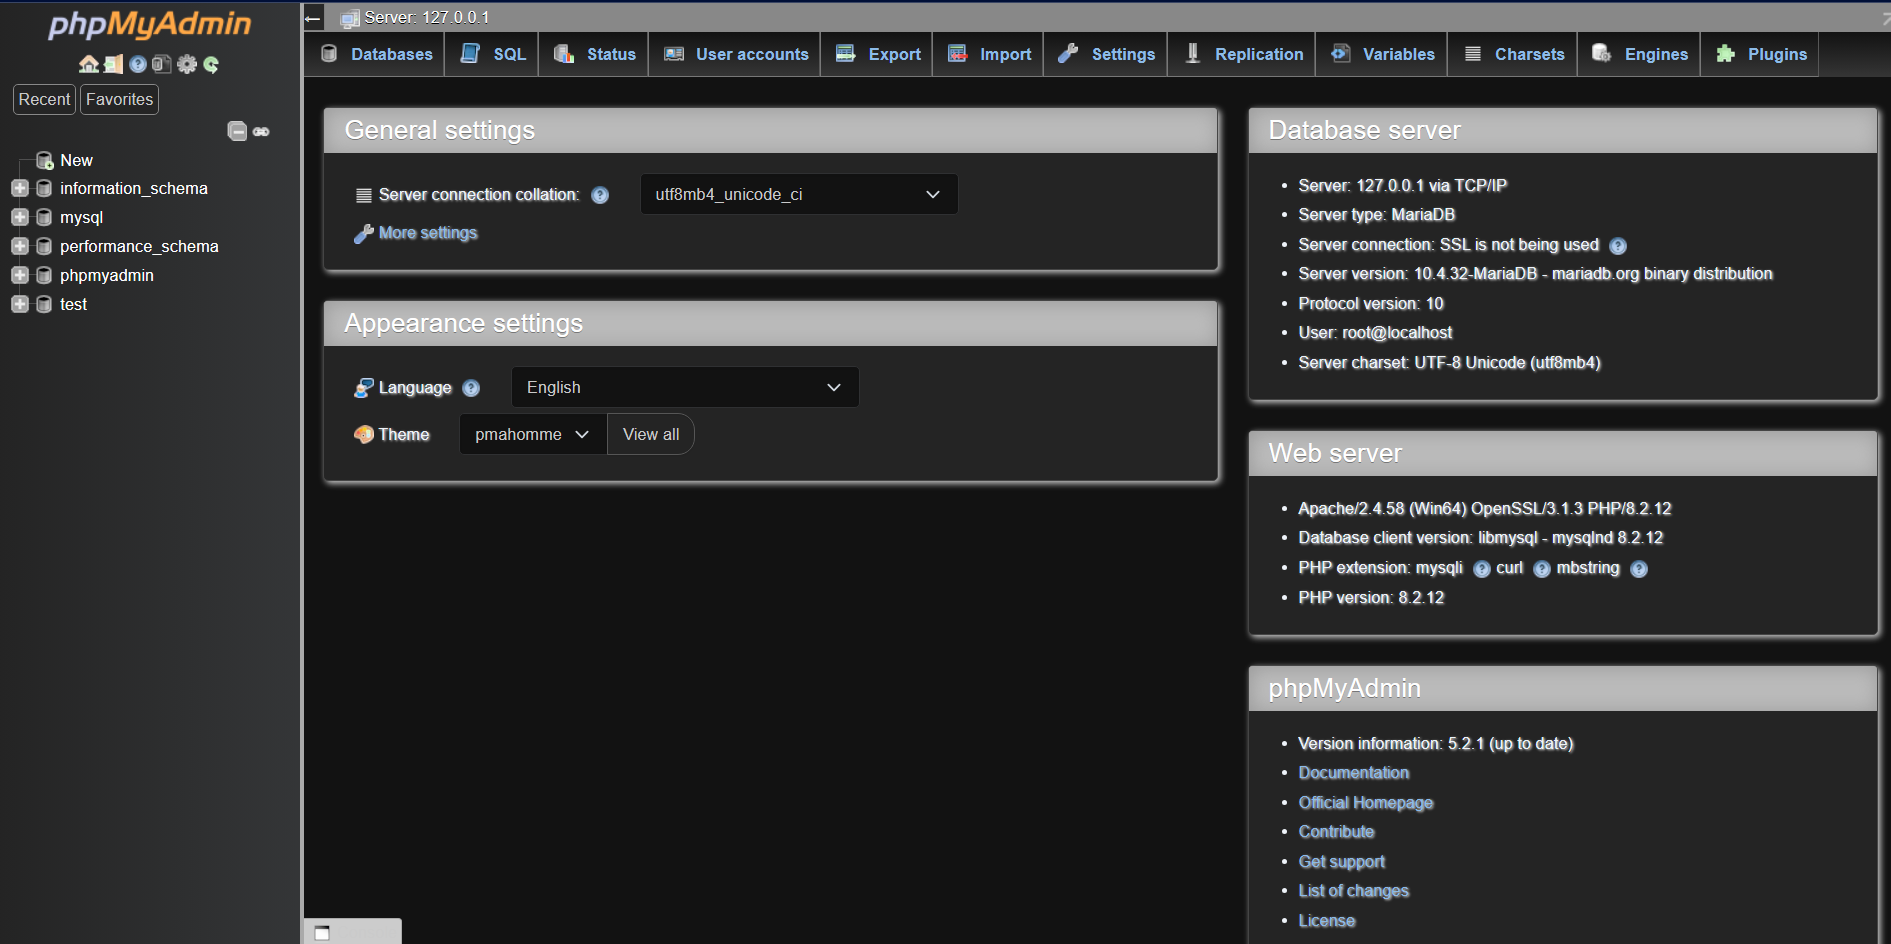 phpMyAdmin
Recent Favorites
New
information_schema
mysql
performance_schema
phpmyadmin
test
Server: 127.0.0.1
Databases SQL Status User accounts Export Import Settings Replication Variables Charsets Engines Plugins
General settings
Server connection collation: utf8mb4_unicode_ci
More settings
Appearance settings
Language English
Theme pmahomme View all
Database server
Server: 127.0.0.1 via TCP/IP
Server type: MariaDB
Server connection: SSL is not being used
Server version: 10.4.32-MariaDB - mariadb.org binary distribution
Protocol version: 10
User: root@localhost
Server charset: UTF-8 Unicode (utf8mb4)
Web server
Apache/2.4.58 (Win64) OpenSSL/3.1.3 PHP/8.2.12
Database client version: libmysql - mysqlnd 8.2.12
PHP extension: mysqli curl mbstring
PHP version: 8.2.12
phpMyAdmin
Version information: 5.2.1 (up to date)
Documentation
Official Homepage
Contribute
Get support
List of changes
License